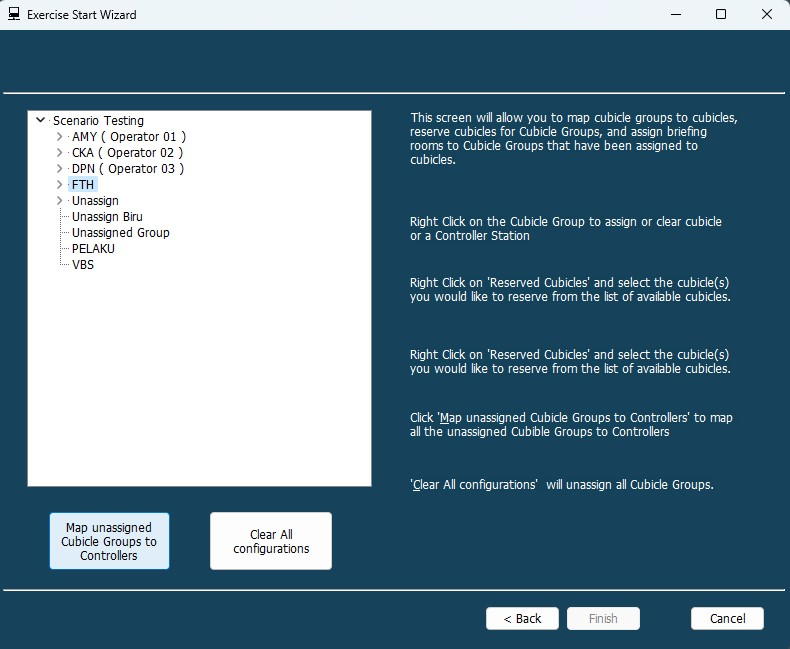 Exercise Start Wizard
Scenario Testing
AMY ( Operator 01 )
CKA ( Operator 02 )
DPN ( Operator 03 )
FTH
Unassign
Unassign Biru
Unassigned Group
PELAKU
VBS
This screen will allow you to map cubicle groups to cubicles,
reserve cubicles for Cubicle Groups, and assign briefing
rooms to Cubicle Groups that have been assigned to
cubicles.
Right Click on the Cubicle Group to assign or clear cubicle
or a Controller Station
Right Click on 'Reserved Cubicles' and select the cubicle(s)
you would like to reserve from the list of available cubicles.
Right Click on 'Reserved Cubicles' and select the cubicle(s)
you would like to reserve from the list of available cubicles.
Click 'Map unassigned Cubicle Groups to Controllers' to map
all the unassigned Cubible Groups to Controllers
'Clear All configurations'  will unassign all Cubicle Groups.
Map unassigned
Cubicle Groups to
Controllers
Clear All
configurations
< Back
Finish
Cancel